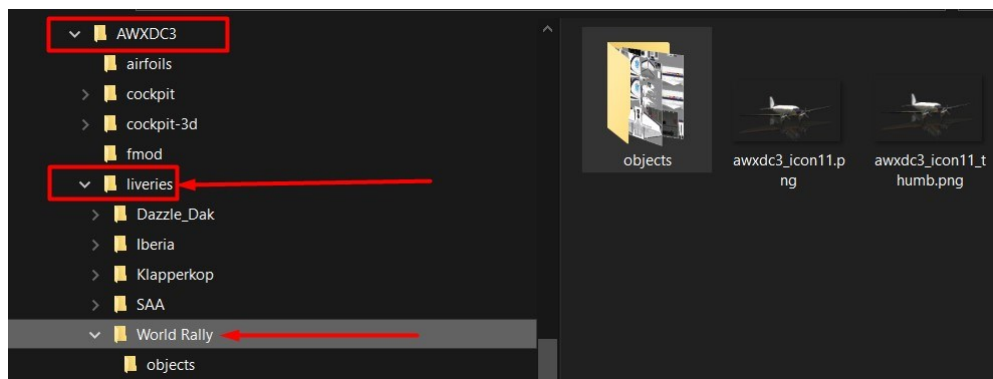 AWXDC3
airfoils
cockpit
cockpit-3d
fmod
liveries
Dazzle_Dak
Iberia
Klapperkop
SAA
World Rally
objects
objects
awxdc3_icon11.p
ng
awxdc3_icon11_t
humb.png